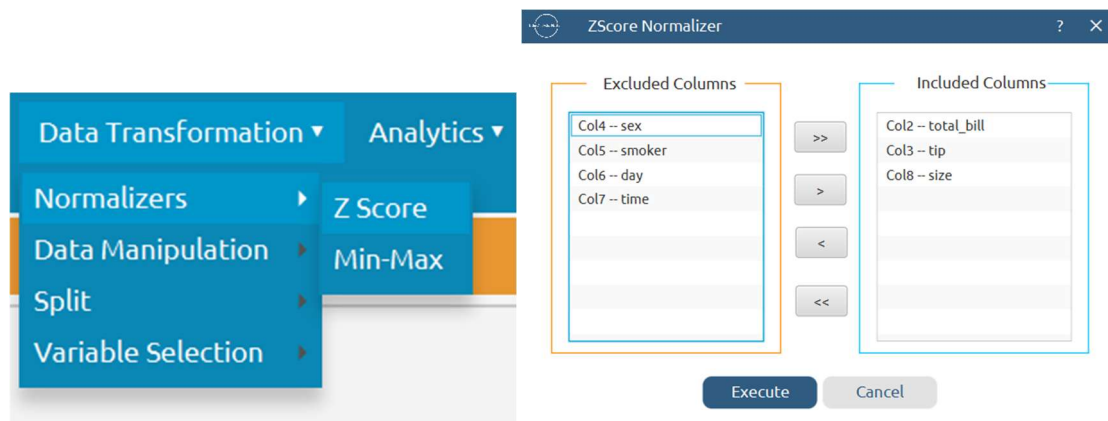 Data Transformation ▾ Analytics ▾
Normalizers
Data Manipulation
Split
Variable Selection
Z Score
Min-Max
ZScore Normalizer ? ×
Excluded Columns
Col4 -- sex
Col5 -- smoker
Col6 -- day
Col7 -- time
>>
>
<
<<
Included Columns
Col2 -- total_bill
Col3 -- tip
Col8 -- size
Execute Cancel